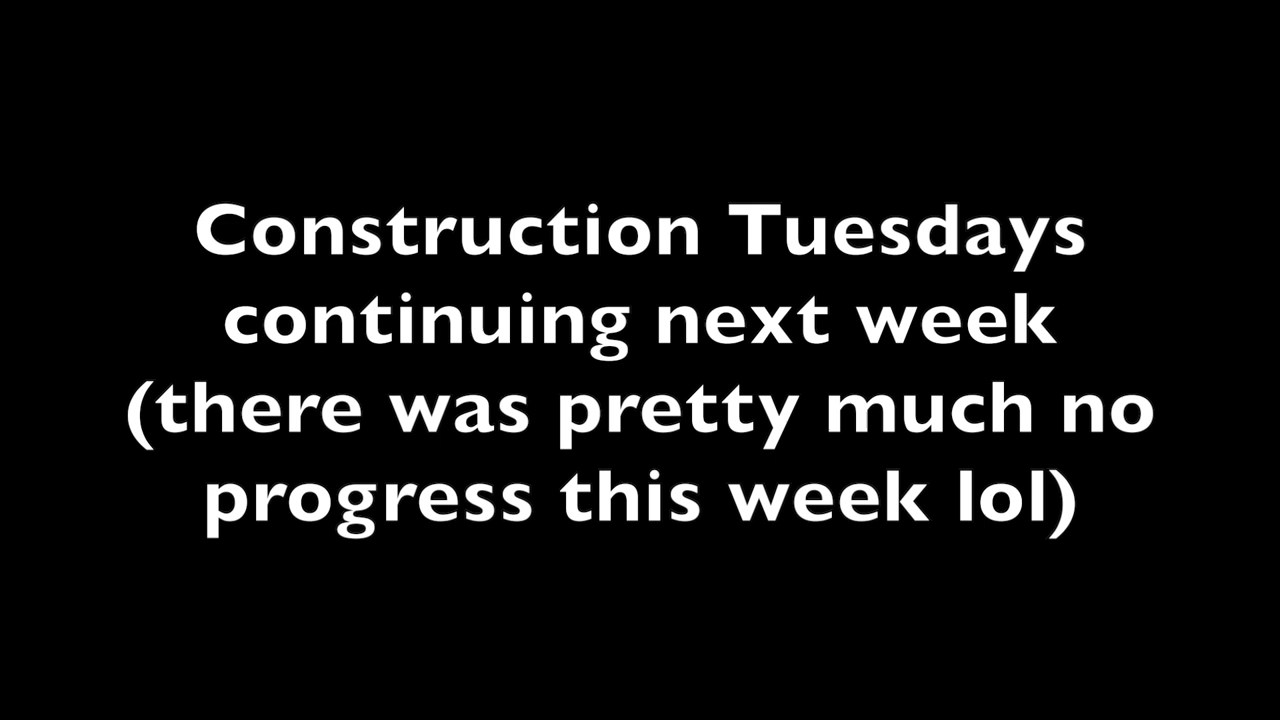 Construction Tuesdays
continuing next week
(there was pretty much no
progress this week lol)